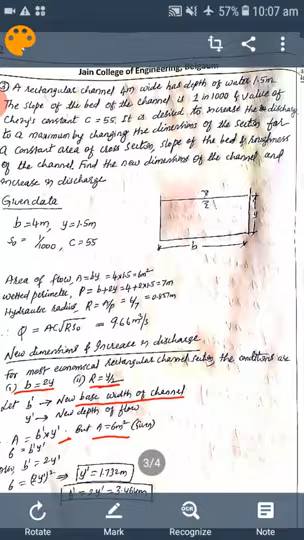 57% 10:07 am
Jain College of Engineering, Belgaum
③ A rectangular channel 4m wide has depth of water 1.5m
The slope of the bed of the channel is 1 in 1000 & value of
Chezy's constant C = 55. It is desired to increase the discharge
to a maximum by changing the dimensions of the section for
a constant area of cross section, slope of the bed & roughness
of the channel. Find the new dimensions of the channel and
increase in discharge.
Given data
b = 4m, y = 1.5m
S₀ = 1/1000, C = 55
y
b
Area of flow, A = by = 4x1.5 = 6m²
Wetted perimeter, P = b+2y = 4+2x1.5 = 7m
Hydraulic radius, R = A/P = 6/7 = 0.857m
∴ Q = AC√RS₀ = 9.66m³/s
New dimensions & Increase in discharge
For most economical rectangular channel section, the conditions are
(i) b = 2y (ii) R = y/2
Let b' → New base width of channel
y' → New depth of flow
∴ A = b'xy', But A = 6m² (given)
6 = b'y'
b' = 2y'
6 = (2y')² ⇒ y' = 1.732m
b' = 2y' = 3.464m
3/4
Rotate Mark Recognize Note
OCR